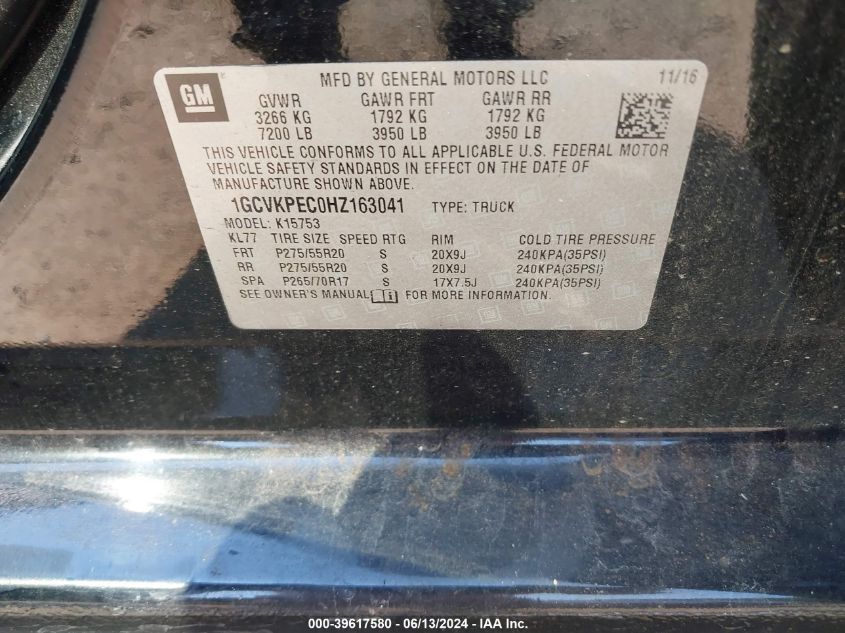 GM
MFD BY GENERAL MOTORS LLC 11/16
GVWR GAWR FRT GAWR RR
3266 KG 1792 KG 1792 KG
7200 LB 3950 LB 3950 LB
THIS VEHICLE CONFORMS TO ALL APPLICABLE U.S. FEDERAL MOTOR
VEHICLE SAFETY STANDARDS IN EFFECT ON THE DATE OF
MANUFACTURE SHOWN ABOVE.
1GCVKPEC0HZ163041 TYPE: TRUCK
MODEL: K15753
KL77 TIRE SIZE SPEED RTG RIM COLD TIRE PRESSURE
FRT P275/55R20 S 20X9J 240KPA(35PSI)
RR P275/55R20 S 20X9J 240KPA(35PSI)
SPA P265/70R17 S 17X7.5J 240KPA(35PSI)
SEE OWNER'S MANUAL FOR MORE INFORMATION.
000-39617580 - 06/13/2024 - IAA Inc.